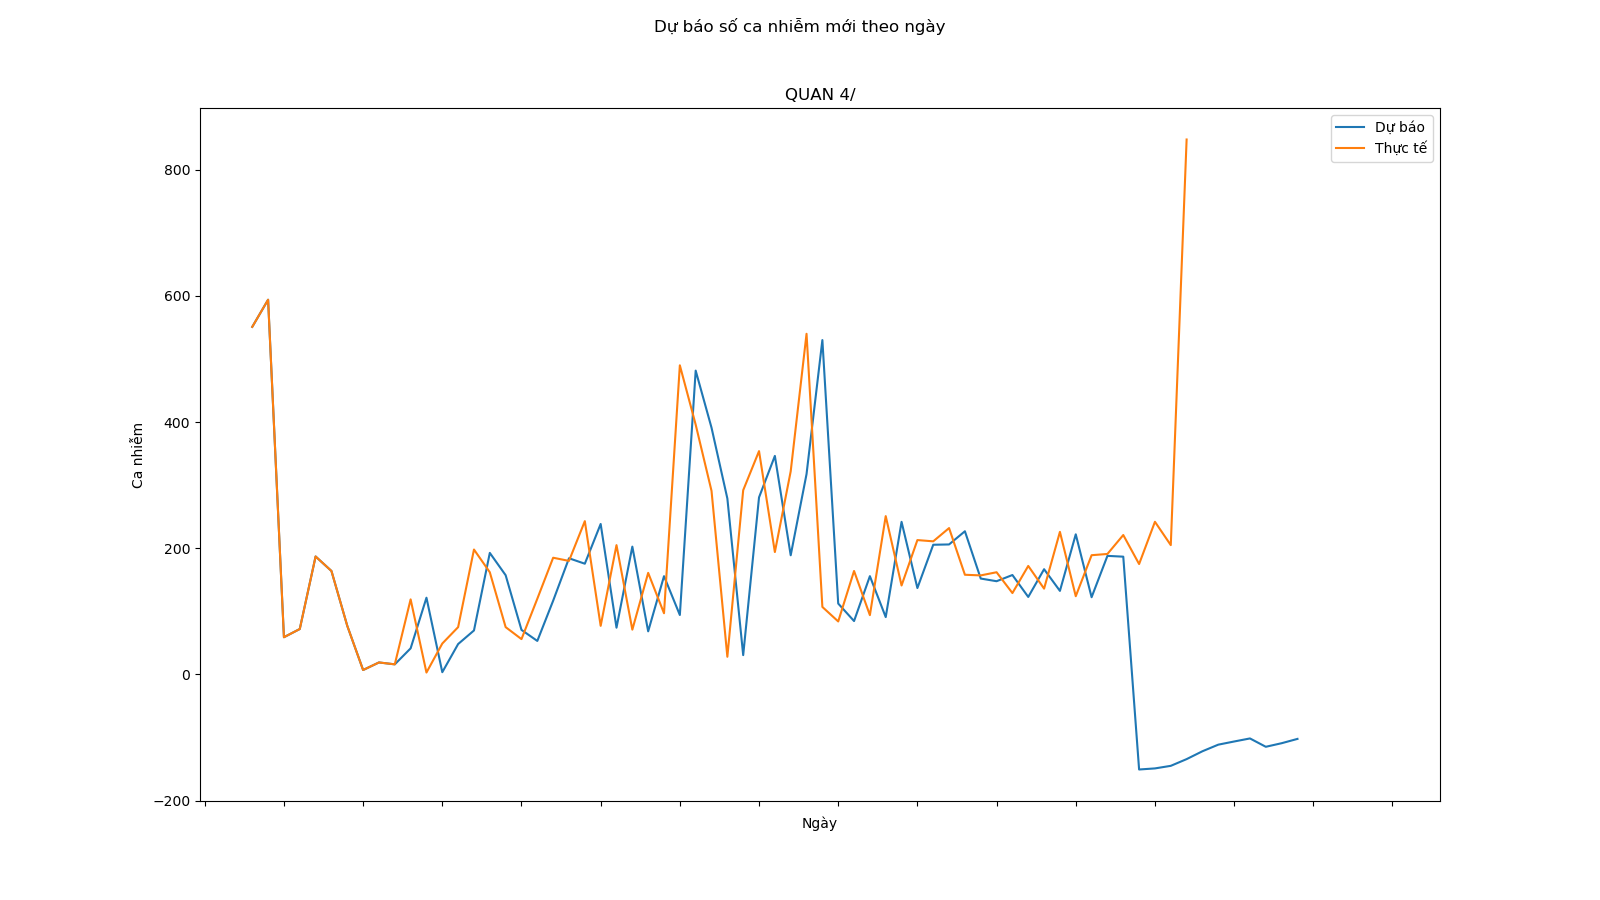 Dự báo số ca nhiễm mới theo ngày
QUAN 4/
Dự báo
Thực tế
800
600
400
200
0
−200
Ca nhiễm
Ngày